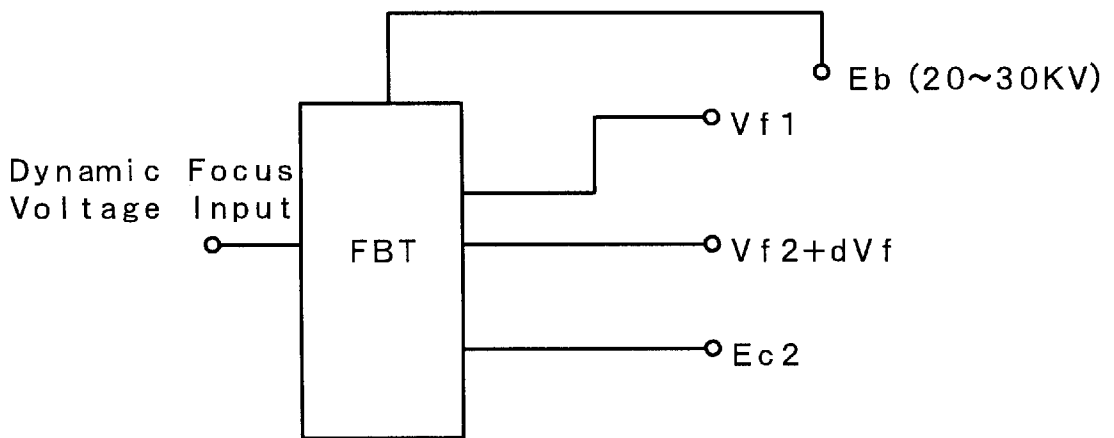 Eb (20~30KV)
Vf1
Dynamic Focus
Voltage Input
FBT
Vf2+dVf
Ec2